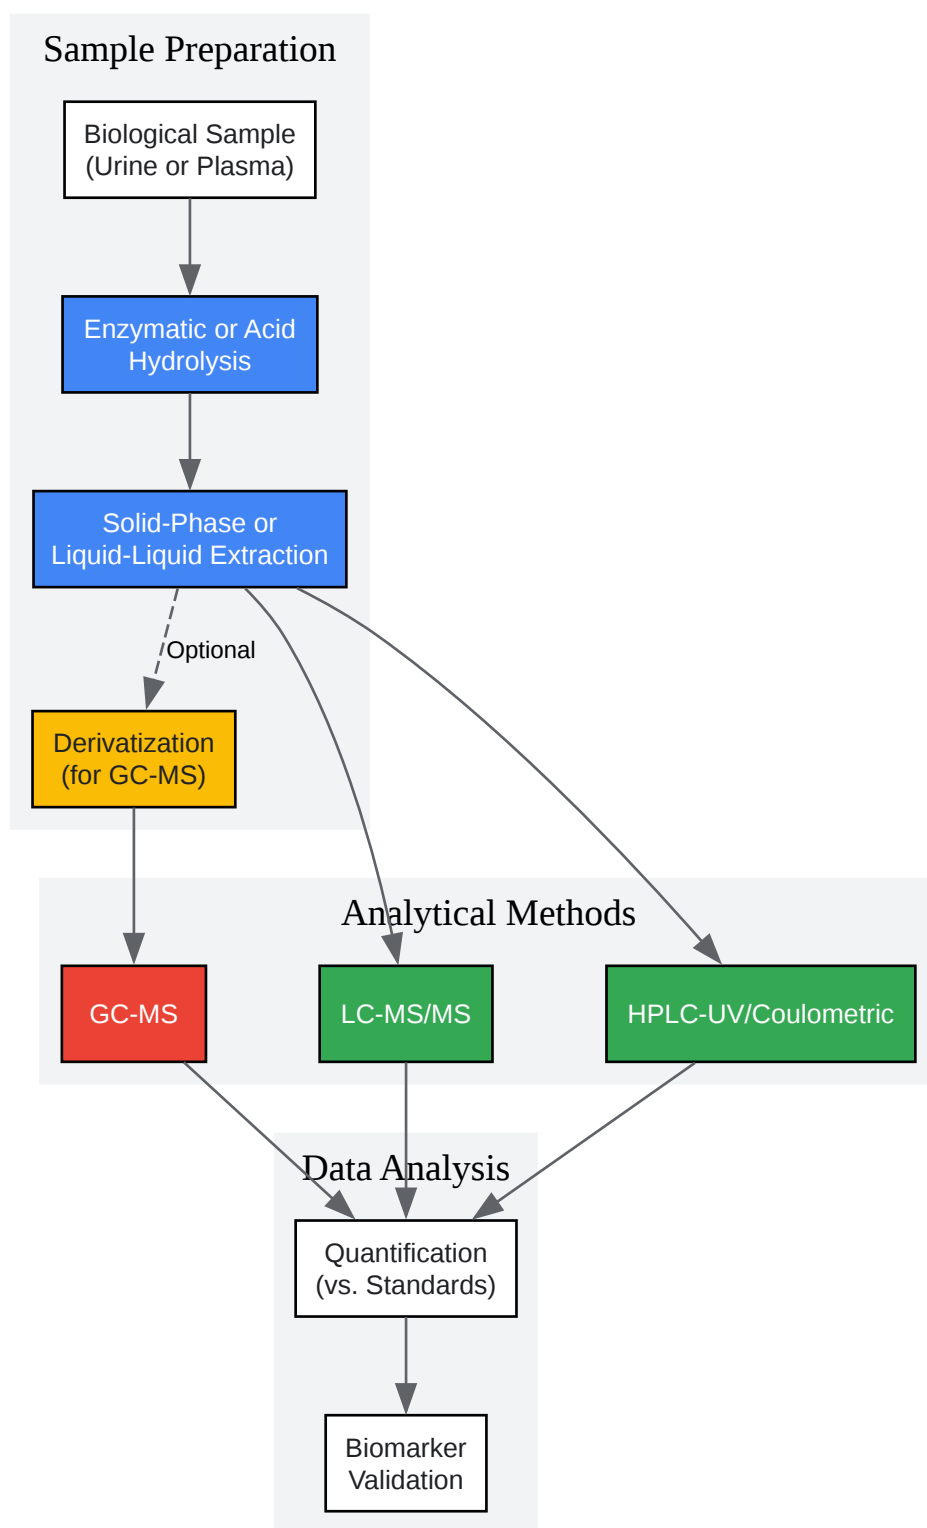 Sample Preparation
Biological Sample
(Urine or Plasma)
Enzymatic or Acid
Hydrolysis
Solid-Phase or
Liquid-Liquid Extraction
Optional
Derivatization
(for GC-MS)
Analytical Methods
GC-MS
LC-MS/MS
HPLC-UV/Coulometric
Data Analysis
Quantification
(vs. Standards)
Biomarker
Validation